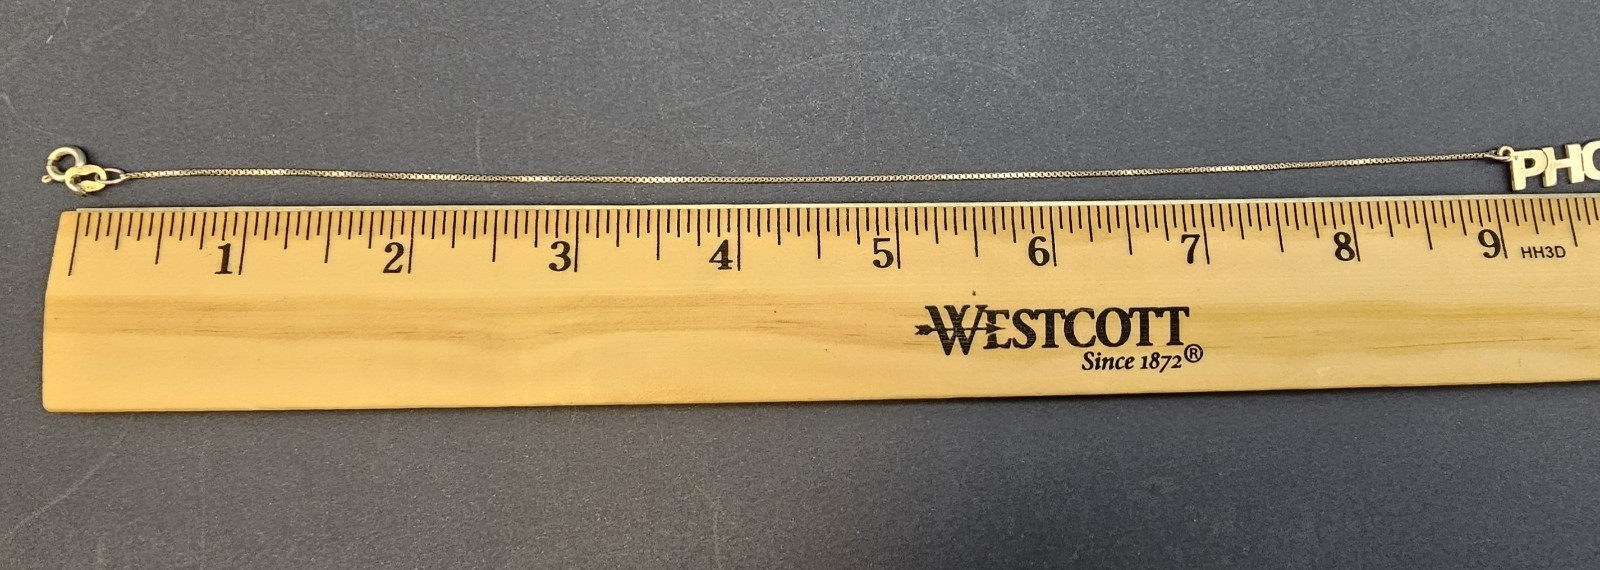 PHO
1 2 3 4 5 6 7 8 9 HH3D
WESTCOTT
Since 1872®